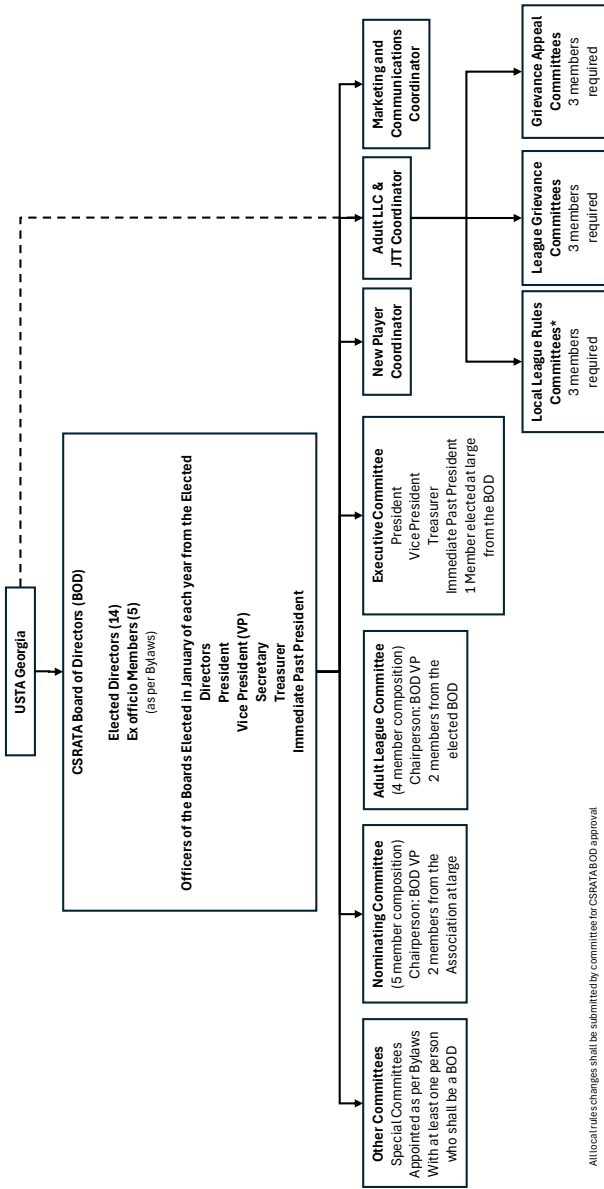 USTA Georgia
CSRATA Board of Directors (BOD)
Elected Directors (14)
Ex officio Members (5)
(as per Bylaws)
Officers of the Boards Elected in January of each year from the Elected
Directors
President
Vice President (VP)
Secretary
Treasurer
Immediate Past President
Other Committees
Special Committees
Appointed as per Bylaws
With at least one person
who shall be a BOD
Nominating Committee
(5 member composition)
Chairperson: BOD VP
2 members from the
Association at large
Adult League Committee
(4 member composition)
Chairperson: BOD VP
2 members from the
elected BOD
Executive Committee
President
Vice President
Treasurer
Immediate Past President
1 Member elected at large
from the BOD
New Player
Coordinator
Adult LLC &
JTT Coordinator
Marketing and
Communications
Coordinator
Local League Rules
Committees*
3 members
required
League Grievance
Committees
3 members
required
Grievance Appeal
Committees
3 members
required
All local rules changes shall be submitted by committee for CSRATA BOD approval